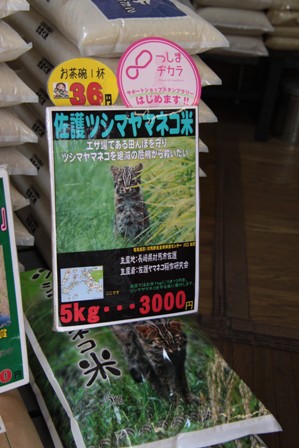 お茶碗1杯
36円
つしま
ヂカラ
サポートショップスタンプラリー
はじめます!!
佐護ツシマヤマネコ米
エサ場である田んぼを守り
ツシマヤマネコを絶滅の危機から救いたい
生産地:長崎県対馬市佐護
生産者:佐護ヤマネコ稲作研究会
5kg・・・3000円
ヤマネコ米